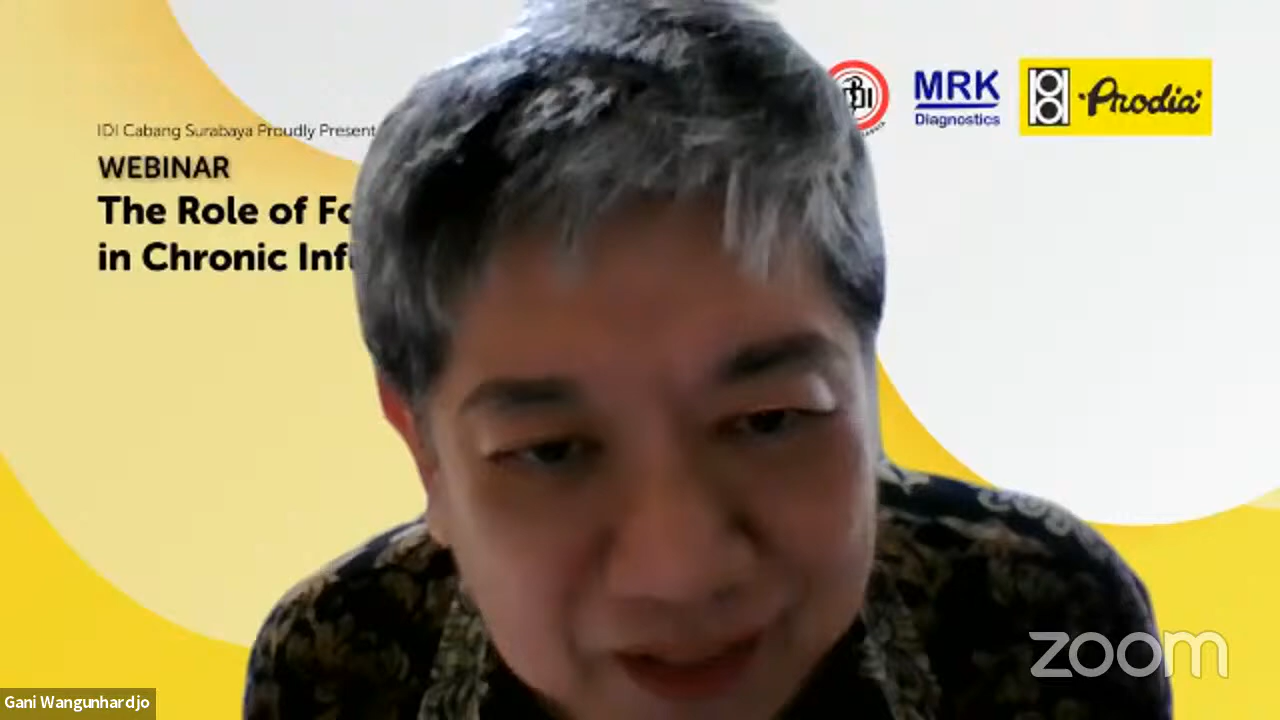 IDI Cabang Surabaya Proudly Present
WEBINAR
The Role of Fo
in Chronic Inf
IDI
MRK
Diagnostics
Prodia
zoom
Gani Wangunhardjo